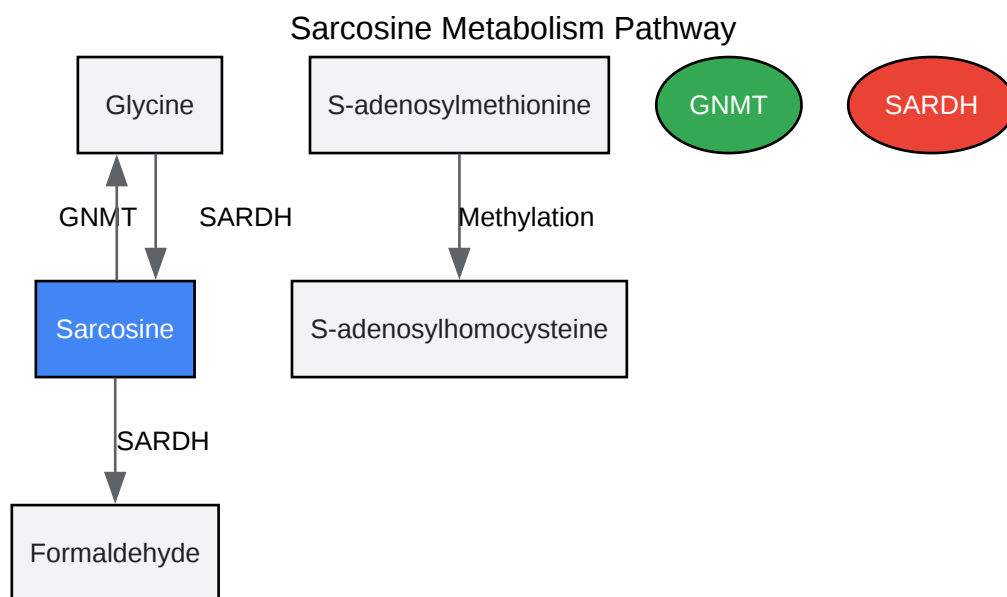 Sarcosine Metabolism Pathway
Glycine
S-adenosylmethionine
GNMT
SARDH
GNMT
SARDH
Methylation
Sarcosine
S-adenosylhomocysteine
SARDH
Formaldehyde